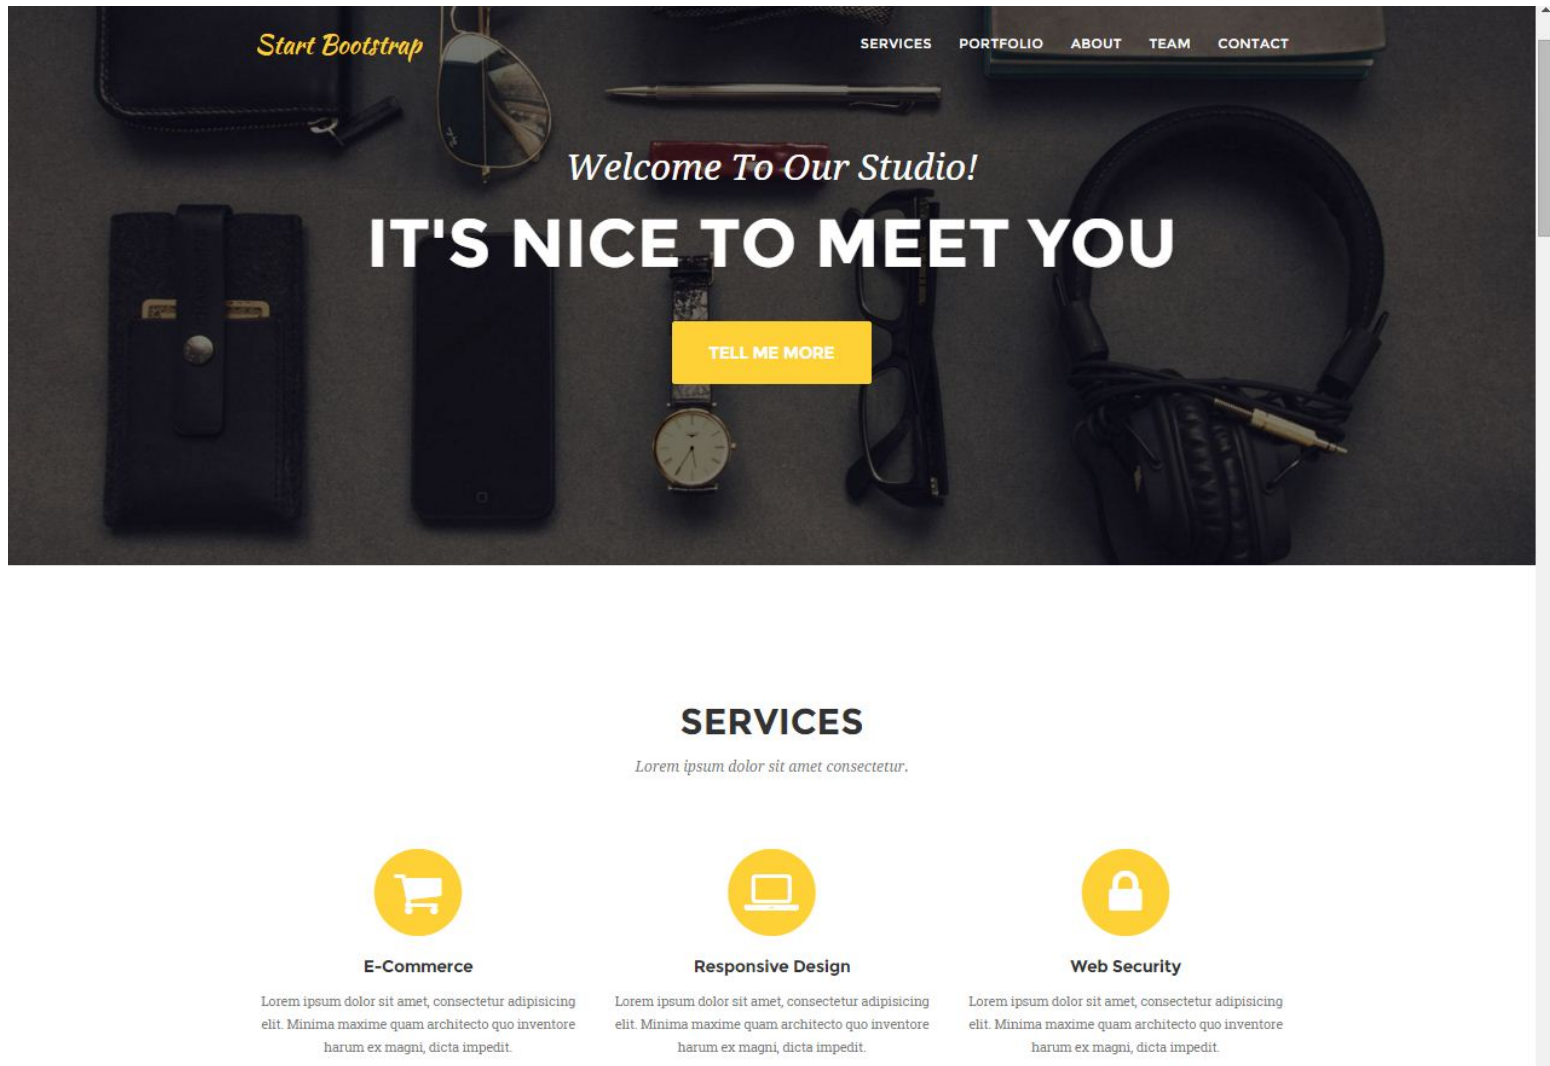 Start Bootstrap
SERVICES PORTFOLIO ABOUT TEAM CONTACT
Welcome To Our Studio!
IT'S NICE TO MEET YOU
TELL ME MORE
SERVICES
Lorem ipsum dolor sit amet consectetur.
E-Commerce
Lorem ipsum dolor sit amet, consectetur adipisicing
elit. Minima maxime quam architecto quo inventore
harum ex magni, dicta impedit.
Responsive Design
Lorem ipsum dolor sit amet, consectetur adipisicing
elit. Minima maxime quam architecto quo inventore
harum ex magni, dicta impedit.
Web Security
Lorem ipsum dolor sit amet, consectetur adipisicing
elit. Minima maxime quam architecto quo inventore
harum ex magni, dicta impedit.